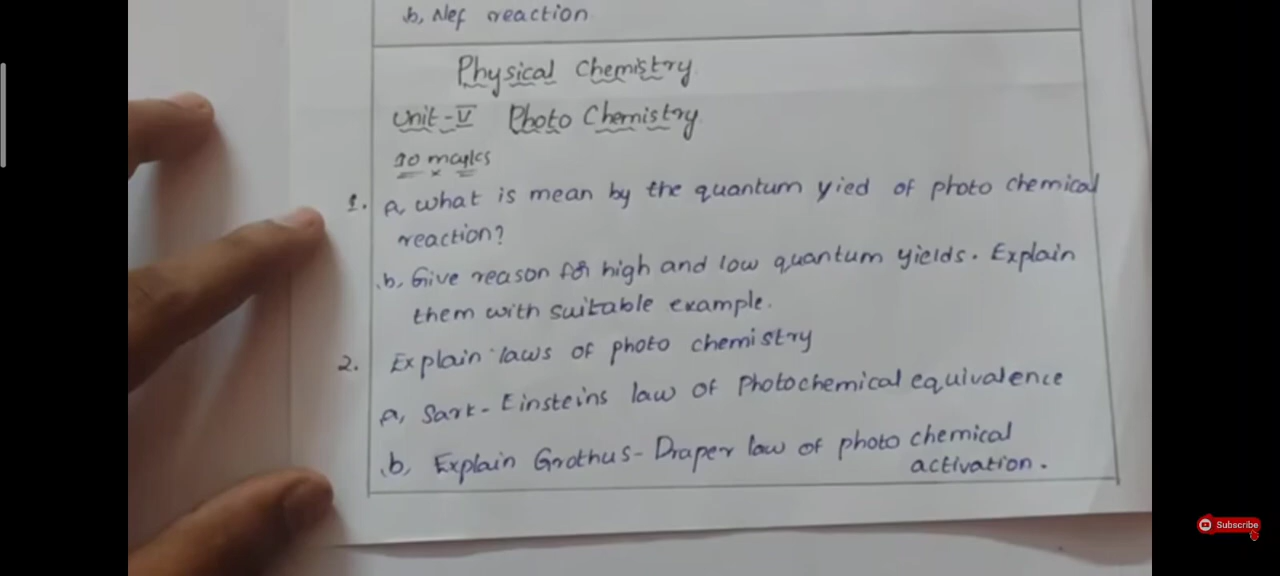 b, Nef reaction
Physical Chemistry
Unit-V Photo Chemistry
10 marks
1. a, what is mean by the quantum yied of photo chemical
reaction?
b, Give reason for high and low quantum yields. Explain
them with suitable example.
2. Explain laws of photo chemistry
a, Sark-Einsteins law of Photochemical equivalence
b, Explain Grothus-Draper law of photo chemical
activation.
Subscribe